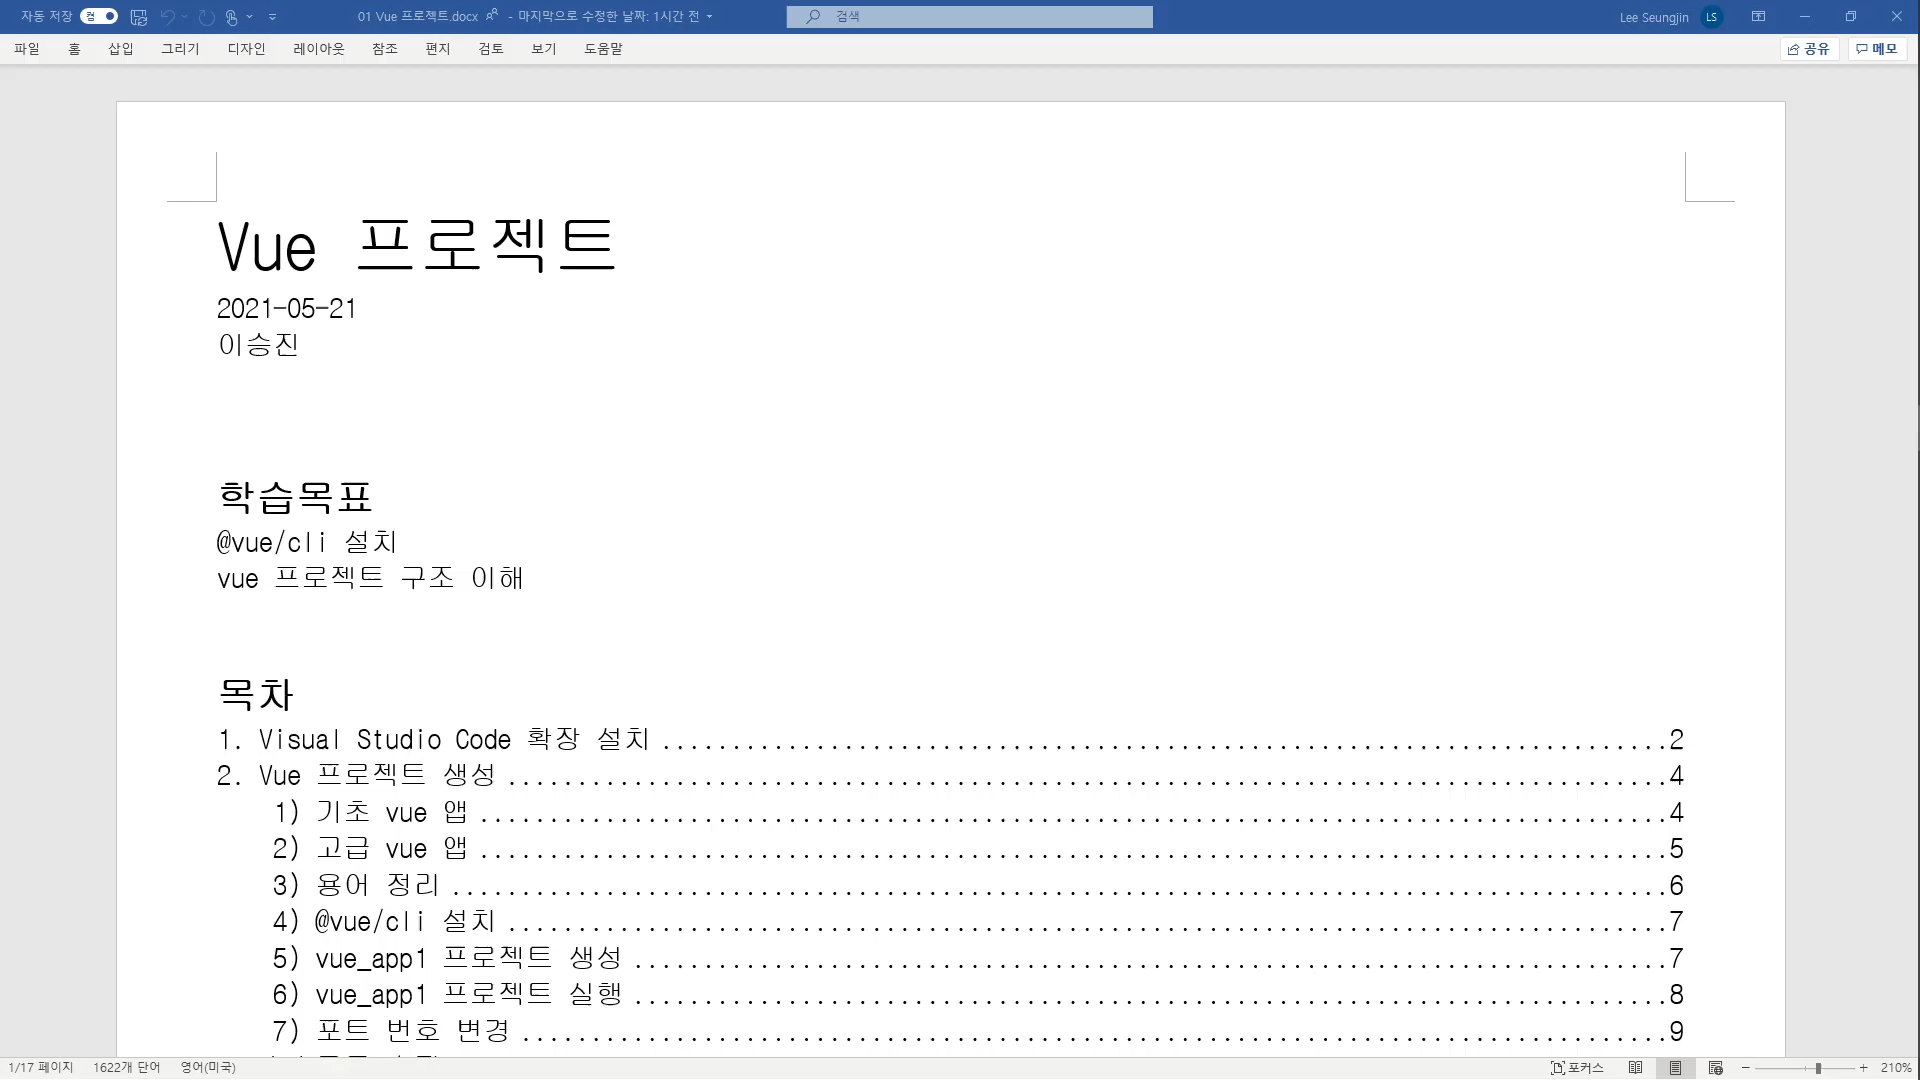 자동 저장 켬 01 Vue 프로젝트.docx - 마지막으로 수정한 날짜: 1시간 전 검색 Lee Seungjin LS
파일 홈 삽입 그리기 디자인 레이아웃 참조 편지 검토 보기 도움말 공유 메모
Vue 프로젝트
2021-05-21
이승진
학습목표
@vue/cli 설치
vue 프로젝트 구조 이해
목차
1. Visual Studio Code 확장 설치 ........................................................................2
2. Vue 프로젝트 생성 ...................................................................................4
1) 기초 vue 앱 .....................................................................................4
2) 고급 vue 앱 .....................................................................................5
3) 용어 정리 .......................................................................................6
4) @vue/cli 설치 ...................................................................................7
5) vue_app1 프로젝트 생성 ..........................................................................7
6) vue_app1 프로젝트 실행 ..........................................................................8
7) 포트 번호 변경 ..................................................................................9
1/17 페이지 1622개 단어 영어(미국) 포커스 210%